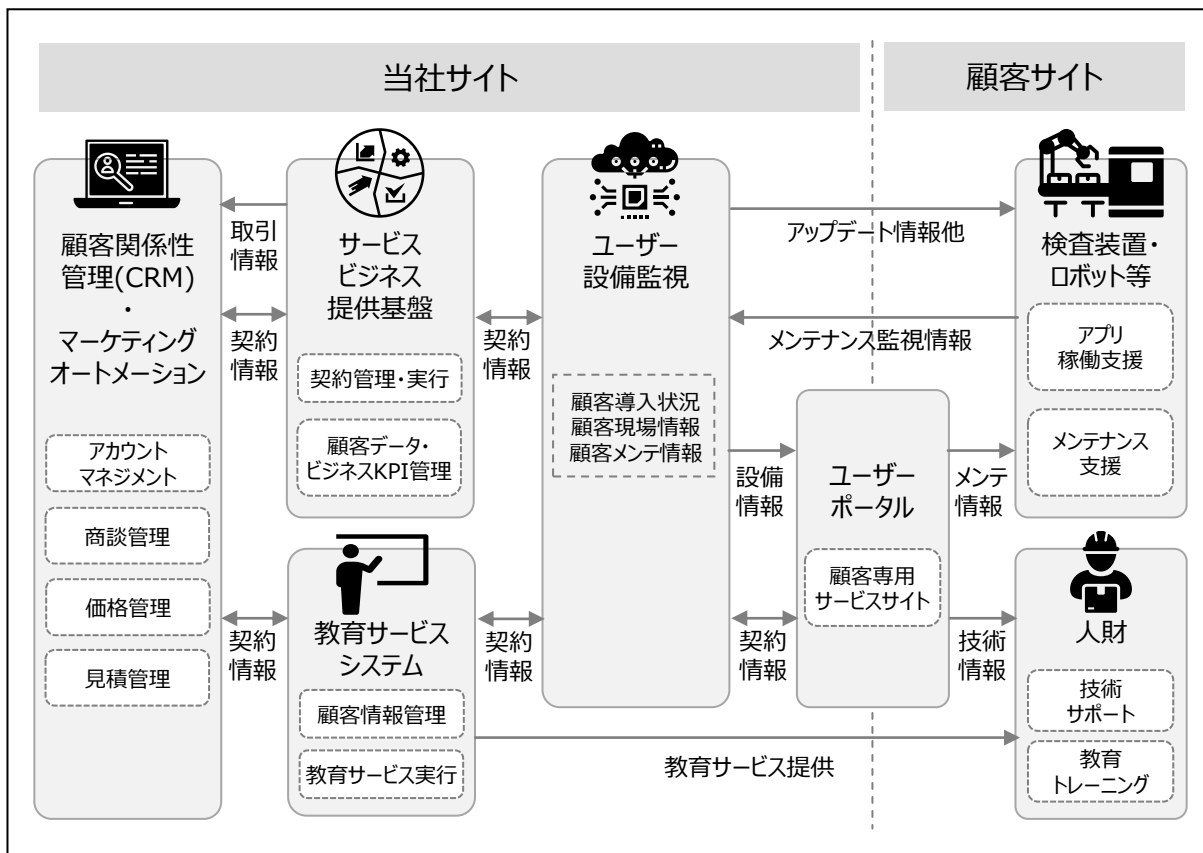 当社サイト
顧客サイト
顧客関係性
管理(CRM)
・
マーケティング
オートメーション
アカウント
マネジメント
商談管理
価格管理
見積管理
取引
情報
契約
情報
契約
情報
サービス
ビジネス
提供基盤
契約管理・実行
顧客データ・
ビジネスKPI管理
教育サービス
システム
顧客情報管理
教育サービス実行
契約
情報
契約
情報
ユーザー
設備監視
顧客導入状況
顧客現場情報
顧客メンテ情報
アップデート情報他
メンテナンス監視情報
設備
情報
契約
情報
ユーザー
ポータル
顧客専用
サービスサイト
メンテ
情報
技術
情報
教育サービス提供
検査装置・
ロボット等
アプリ
稼働支援
メンテナンス
支援
人財
技術
サポート
教育
トレーニング